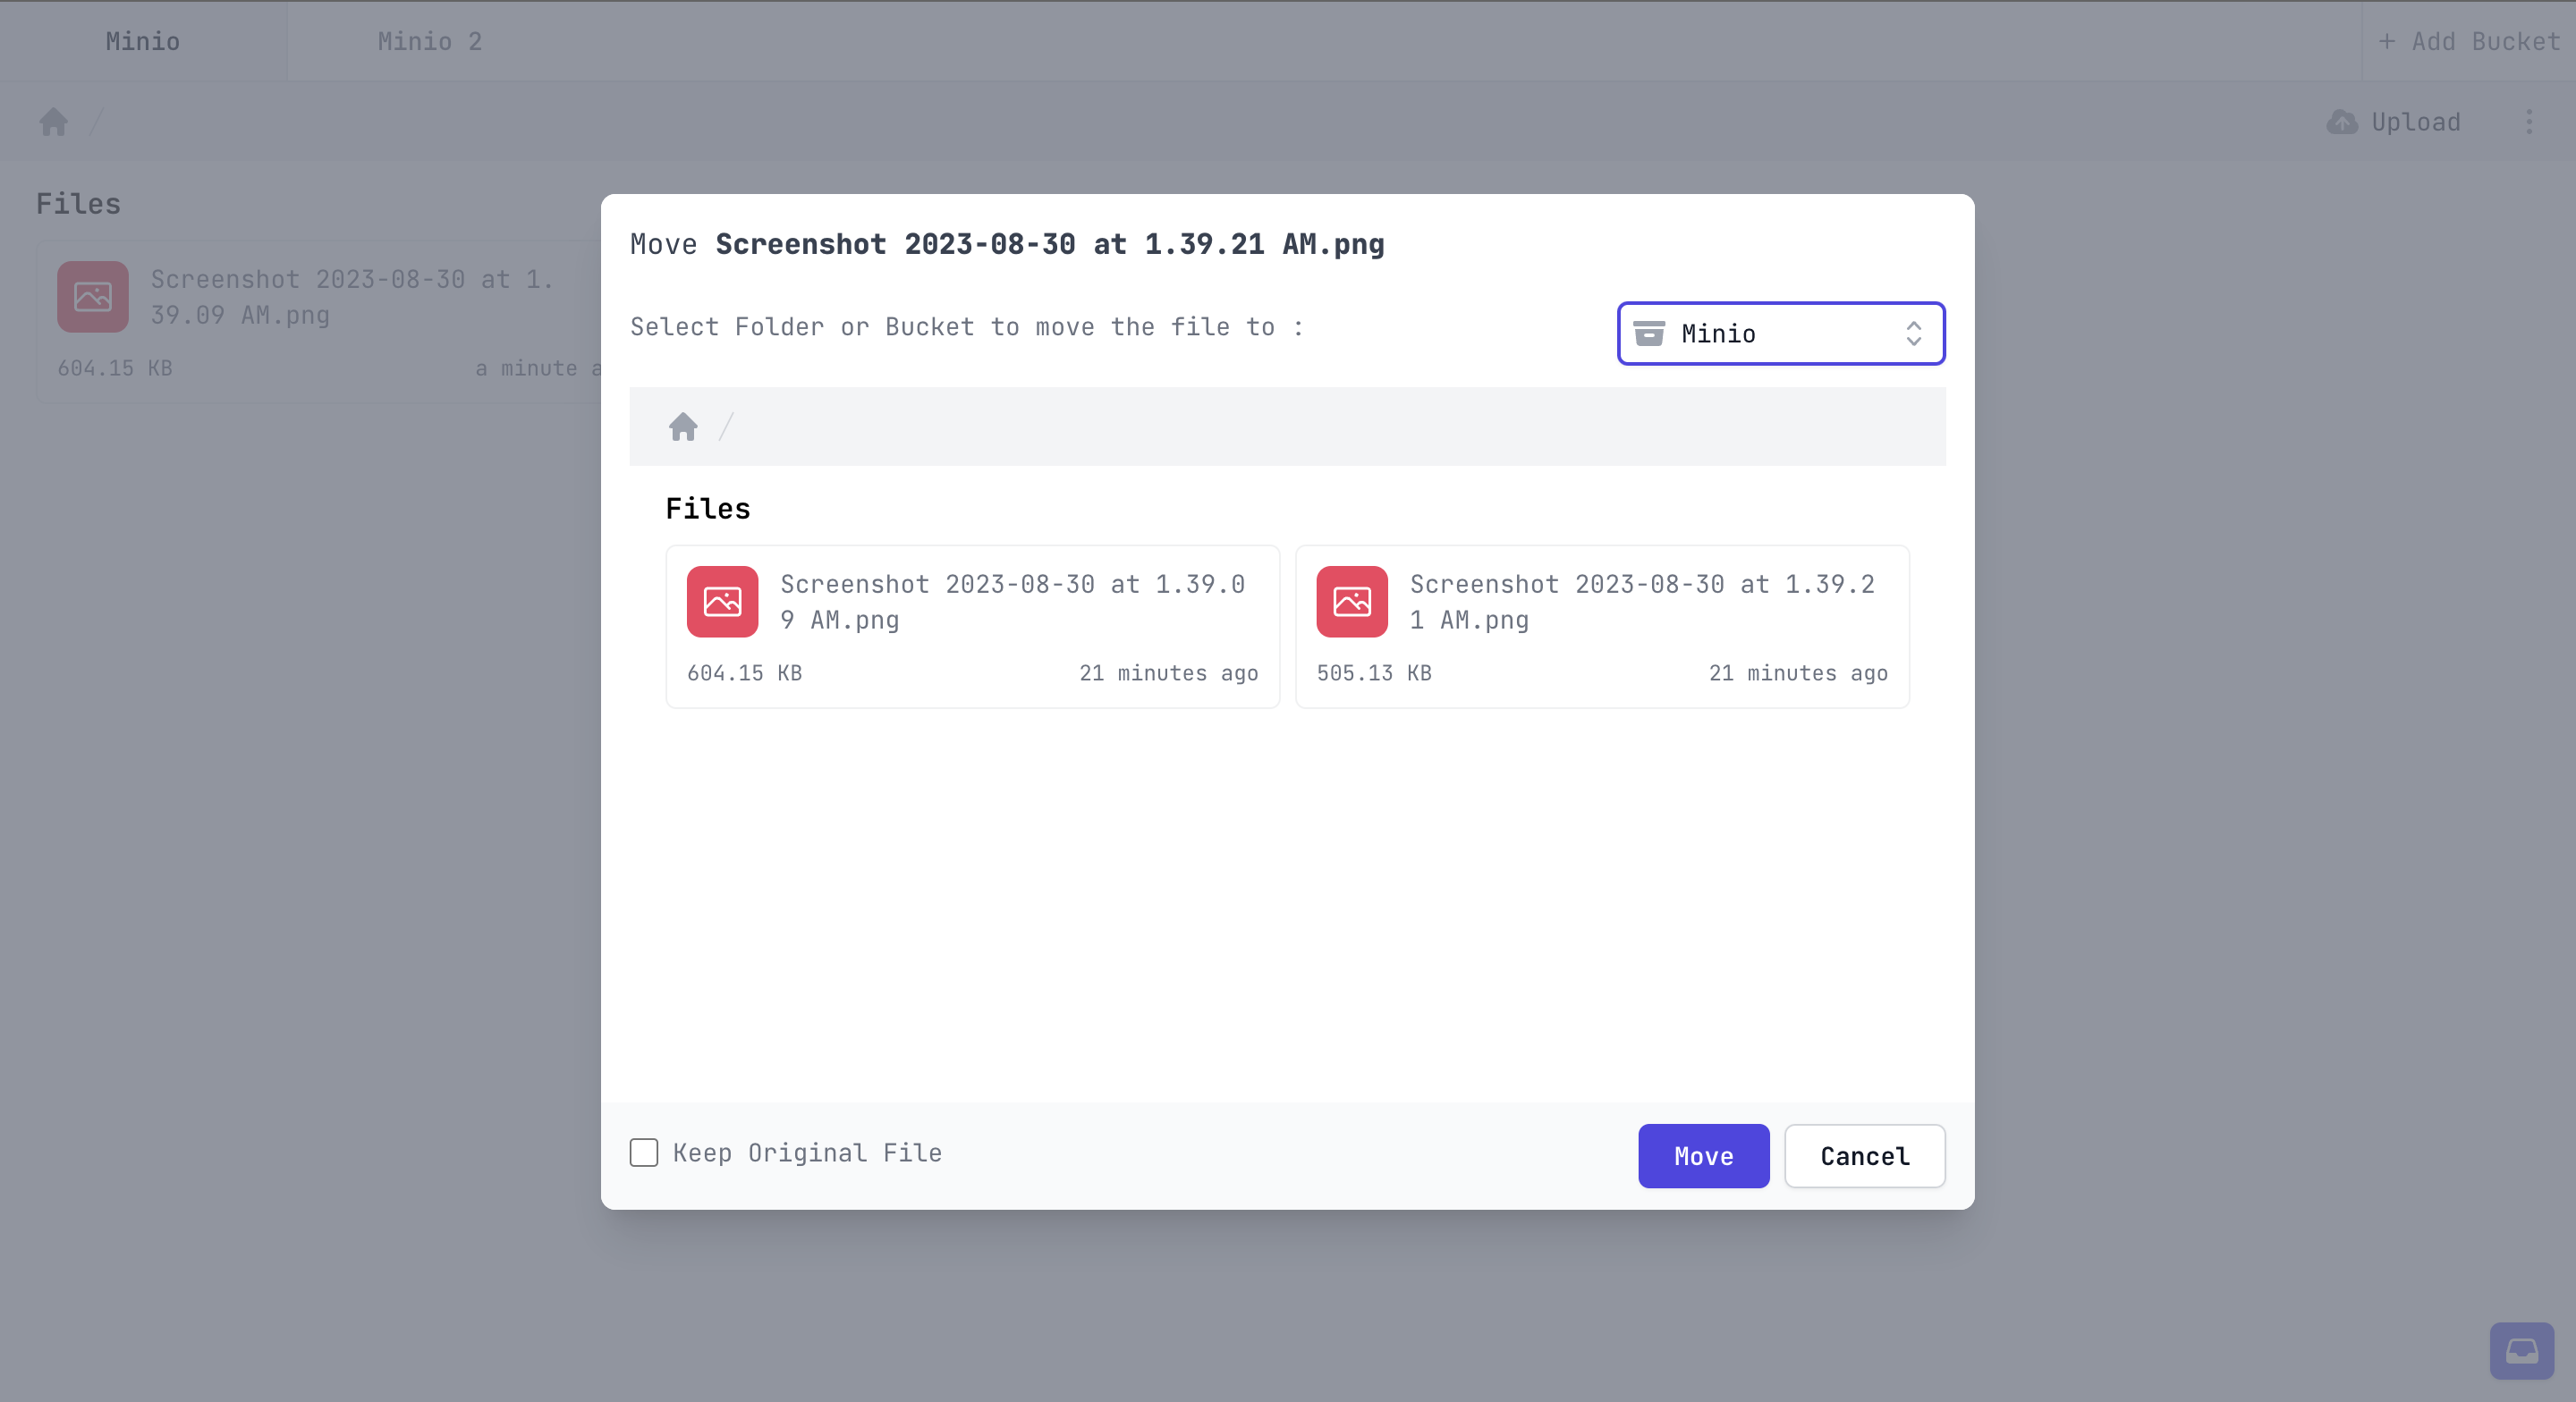 Minio
Minio 2
+ Add Bucket
/
Upload
Files
Screenshot 2023-08-30 at 1.
39.09 AM.png
604.15 KB
a minute a
Move Screenshot 2023-08-30 at 1.39.21 AM.png
Select Folder or Bucket to move the file to :
Minio
/
Files
Screenshot 2023-08-30 at 1.39.0
9 AM.png
604.15 KB
21 minutes ago
Screenshot 2023-08-30 at 1.39.2
1 AM.png
505.13 KB
21 minutes ago
Keep Original File
Move
Cancel